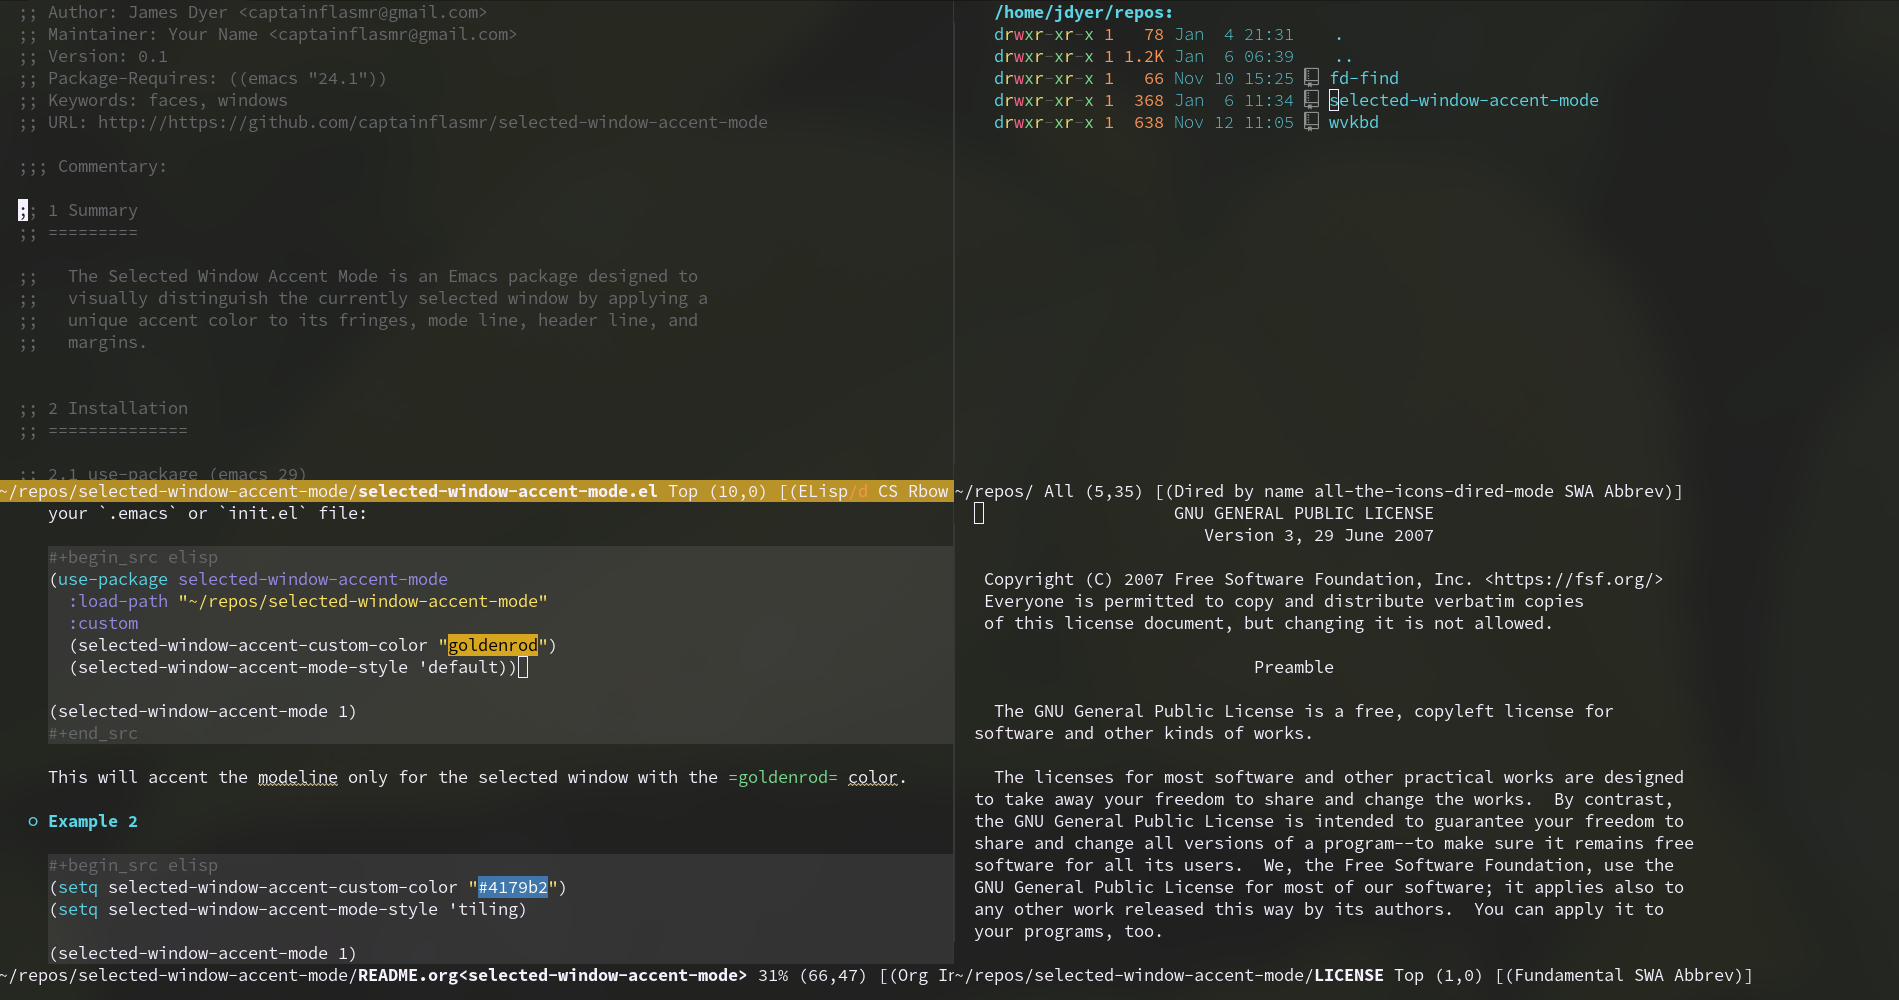 ;; Author: James Dyer <captainflasmr@gmail.com>
;; Maintainer: Your Name <captainflasmr@gmail.com>
;; Version: 0.1
;; Package-Requires: ((emacs "24.1"))
;; Keywords: faces, windows
;; URL: http://https://github.com/captainflasmr/selected-window-accent-mode
;;; Commentary:
;; 1 Summary
;; =========
;;   The Selected Window Accent Mode is an Emacs package designed to
;;   visually distinguish the currently selected window by applying a
;;   unique accent color to its fringes, mode line, header line, and
;;   margins.
;; 2 Installation
;; ==============
;; 2.1 use-package (emacs 29)
~/repos/selected-window-accent-mode/selected-window-accent-mode.el Top (10,0) [(ELisp/d CS Rbow
/home/jdyer/repos:
drwxr-xr-x 1   78 Jan  4 21:31   .
drwxr-xr-x 1 1.2K Jan  6 06:39   ..
drwxr-xr-x 1   66 Nov 10 15:25 fd-find
drwxr-xr-x 1  368 Jan  6 11:34 selected-window-accent-mode
drwxr-xr-x 1  638 Nov 12 11:05 wvkbd
~/repos/ All (5,35) [(Dired by name all-the-icons-dired-mode SWA Abbrev)]
your `.emacs` or `init.el` file:
#+begin_src elisp
(use-package selected-window-accent-mode
  :load-path "~/repos/selected-window-accent-mode"
  :custom
  (selected-window-accent-custom-color "goldenrod")
  (selected-window-accent-mode-style 'default))
(selected-window-accent-mode 1)
#+end_src
This will accent the modeline only for the selected window with the =goldenrod= color.
o Example 2
#+begin_src elisp
(setq selected-window-accent-custom-color "#4179b2")
(setq selected-window-accent-mode-style 'tiling)
(selected-window-accent-mode 1)
~/repos/selected-window-accent-mode/README.org<selected-window-accent-mode> 31% (66,47) [(Org In
GNU GENERAL PUBLIC LICENSE
Version 3, 29 June 2007
Copyright (C) 2007 Free Software Foundation, Inc. <https://fsf.org/>
Everyone is permitted to copy and distribute verbatim copies
of this license document, but changing it is not allowed.
Preamble
The GNU General Public License is a free, copyleft license for
software and other kinds of works.
The licenses for most software and other practical works are designed
to take away your freedom to share and change the works.  By contrast,
the GNU General Public License is intended to guarantee your freedom to
share and change all versions of a program--to make sure it remains free
software for all its users.  We, the Free Software Foundation, use the
GNU General Public License for most of our software; it applies also to
any other work released this way by its authors.  You can apply it to
your programs, too.
~/repos/selected-window-accent-mode/LICENSE Top (1,0) [(Fundamental SWA Abbrev)]